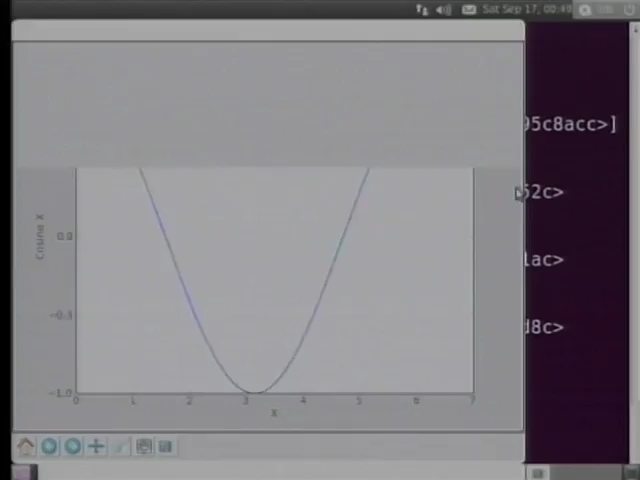 Sat Sep 17, 00:49
95c8acc>]
52c>
1ac>
d8c>
Cosine X
0.0
-0.5
-1.0
0 1 2 3 4 5 6 7
X